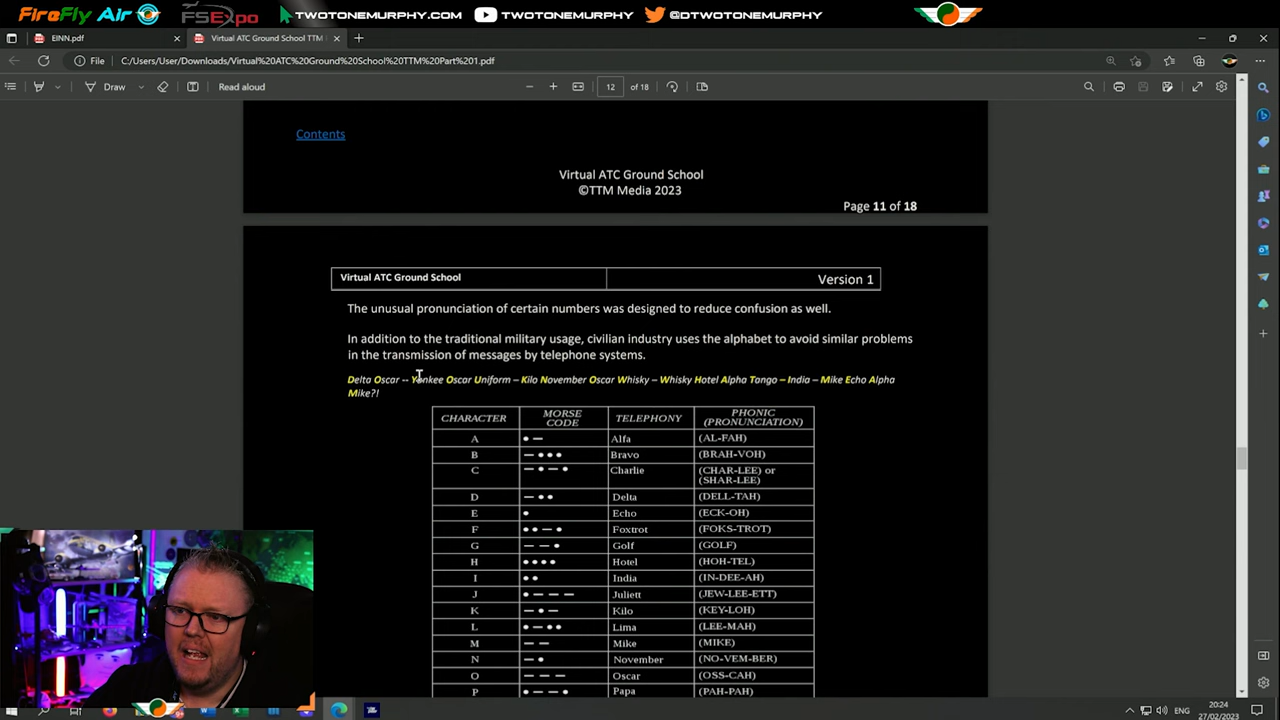 FIREFLY AIR FSExpo TWOTONEMURPHY.COM TWOTONEMURPHY @DTWOTONEMURPHY
EINN.pdf Virtual ATC Ground School TTM
File C:/Users/User/Downloads/Virtual%20ATC%20Ground%20School%20TTM%20Part%201.pdf
Draw Read aloud 12 of 18
Contents
Virtual ATC Ground School
©TTM Media 2023
Page 11 of 18
Virtual ATC Ground School Version 1
The unusual pronunciation of certain numbers was designed to reduce confusion as well.
In addition to the traditional military usage, civilian industry uses the alphabet to avoid similar problems
in the transmission of messages by telephone systems.
Delta Oscar -- Yankee Oscar Uniform – Kilo November Oscar Whisky – Whisky Hotel Alpha Tango – India – Mike Echo Alpha
Mike?!
CHARACTER MORSE CODE TELEPHONY PHONIC (PRONUNCIATION)
A • – Alfa (AL-FAH)
B – • • • Bravo (BRAH-VOH)
C – • – • Charlie (CHAR-LEE) or
(SHAR-LEE)
D – • • Delta (DELL-TAH)
E • Echo (ECK-OH)
F • • – • Foxtrot (FOKS-TROT)
G – – • Golf (GOLF)
H • • • • Hotel (HOH-TEL)
I • • India (IN-DEE-AH)
J • – – – Juliett (JEW-LEE-ETT)
K – • – Kilo (KEY-LOH)
L • – • • Lima (LEE-MAH)
M – – Mike (MIKE)
N – • November (NO-VEM-BER)
O – – – Oscar (OSS-CAH)
P • – – • Papa (PAH-PAH)
ENG 20:24
27/02/2023